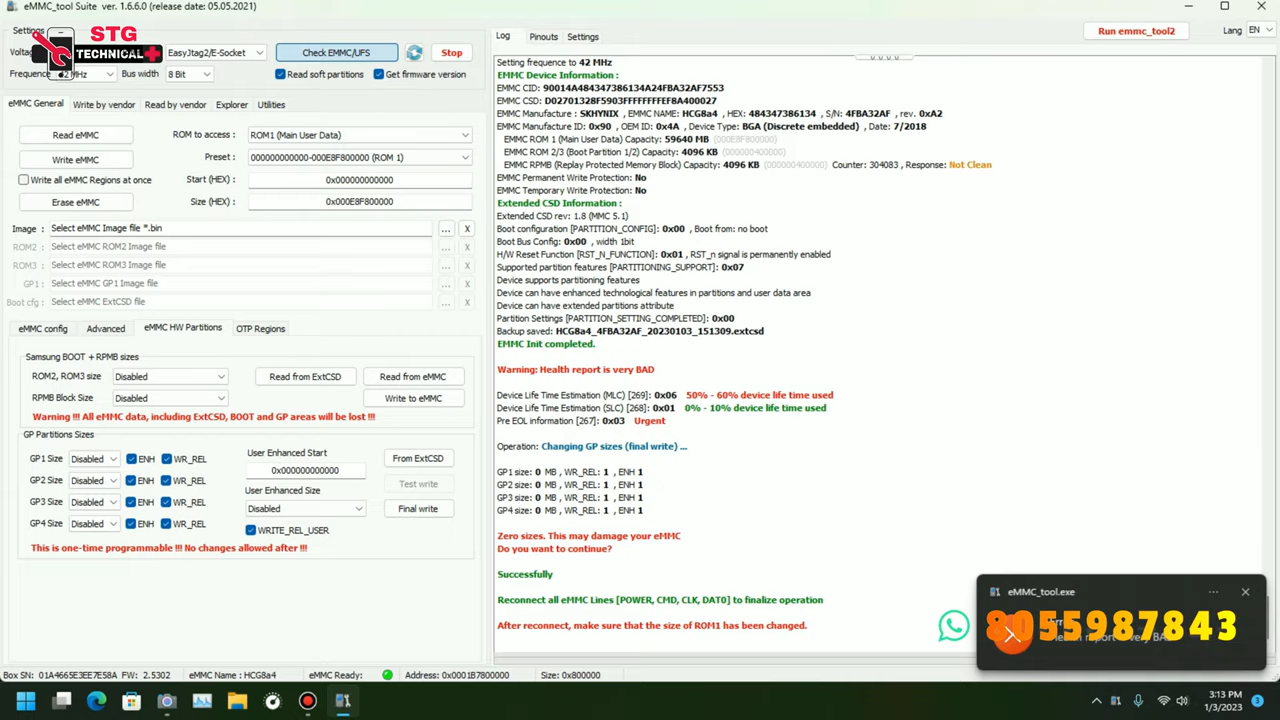 eMMC_tool Suite ver. 1.6.6.0 (release date: 05.05.2021)
Settings
STG
TECHNICAL
EasyJtag2/E-Socket
Check EMMC/UFS
Stop
MHz
Bus width
8 Bit
Read soft partitions
Get firmware version
eMMC General
Write by vendor
Read by vendor
Explorer
Utilities
Read eMMC
ROM to access :
ROM1 (Main User Data)
Write eMMC
Preset :
000000000000-000E8F800000 (ROM 1)
Write all eMMC Regions at once
Start (HEX) :
0x000000000000
Erase eMMC
Size (HEX) :
0x000E8F800000
Image :
Select eMMC Image file *.bin
... X
ROM2 :
Select eMMC ROM2 Image file
... X
ROM3 :
Select eMMC ROM3 Image file
... X
GP1 :
Select eMMC GP1 Image file
... X
Boot cfg :
Select eMMC ExtCSD file
... X
eMMC config
Advanced
eMMC HW Partitions
OTP Regions
Samsung BOOT + RPMB sizes
ROM2, ROM3 size
Disabled
Read from ExtCSD
Read from eMMC
RPMB Block Size
Disabled
Write to eMMC
Warning !!! All eMMC data, including ExtCSD, BOOT and GP areas will be lost !!!
GP Partitions Sizes
GP1 Size
Disabled
ENH
WR_REL
User Enhanced Start
0x000000000000
From ExtCSD
GP2 Size
Disabled
ENH
WR_REL
User Enhanced Size
Test write
GP3 Size
Disabled
ENH
WR_REL
Disabled
Final write
GP4 Size
Disabled
ENH
WR_REL
WRITE_REL_USER
This is one-time programmable !!! No changes allowed after !!!
Log
Pinouts
Settings
Run emmc_tool2
Lang
EN
Setting frequency to 42 MHz
EMMC Device Information :
EMMC CID: 90014A484347386134A24FBA32AF7553
EMMC CSD: D02701328F5903FFFFFFFFEF8A400027
EMMC Manufacture : SKHYNIX , EMMC NAME: HCG8a4 , HEX: 484347386134 , S/N: 4FBA32AF , rev. 0xA2
EMMC Manufacture ID: 0x90 , OEM ID: 0x4A , Device Type: BGA (Discrete embedded) , Date: 7/2018
EMMC ROM 1 (Main User Data) Capacity: 59640 MB (000E8F800000)
EMMC ROM 2/3 (Boot Partition 1/2) Capacity: 4096 KB (000000400000)
EMMC RPMB (Replay Protected Memory Block) Capacity: 4096 KB (000000400000) Counter: 304083 , Response: Not Clean
EMMC Permanent Write Protection: No
EMMC Temporary Write Protection: No
Extended CSD Information :
Extended CSD rev: 1.8 (MMC 5.1)
Boot configuration [PARTITION_CONFIG]: 0x00 , Boot from: no boot
Boot Bus Config: 0x00 , width 1bit
H/W Reset Function [RST_N_FUNCTION]: 0x01 , RST_n signal is permanently enabled
Supported partition features [PARTITIONING_SUPPORT]: 0x07
Device supports partitioning features
Device can have enhanced technological features in partitions and user data area
Device can have extended partitions attribute
Partition Settings [PARTITION_SETTING_COMPLETED]: 0x00
Backup saved: HCG8a4_4FBA32AF_20230103_151309.extcsd
EMMC Init completed.
Warning: Health report is very BAD
Device Life Time Estimation (MLC) [269]: 0x06 50% - 60% device life time used
Device Life Time Estimation (SLC) [268]: 0x01 0% - 10% device life time used
Pre EOL information [267]: 0x03 Urgent
Operation: Changing GP sizes (final write) ...
GP1 size: 0 MB , WR_REL: 1 , ENH 1
GP2 size: 0 MB , WR_REL: 1 , ENH 1
GP3 size: 0 MB , WR_REL: 1 , ENH 1
GP4 size: 0 MB , WR_REL: 1 , ENH 1
Zero sizes. This may damage your eMMC
Do you want to continue?
Successfully
Reconnect all eMMC Lines [POWER, CMD, CLK, DAT0] to finalize operation
After reconnect, make sure that the size of ROM1 has been changed.
eMMC_tool.exe
8055987843
Box SN: 01A4665E3EE7E58A FW: 2.5302
eMMC Name : HCG8a4
eMMC Ready:
Address: 0x0001B7800000
Size: 0x800000
3:13 PM
1/3/2023
3